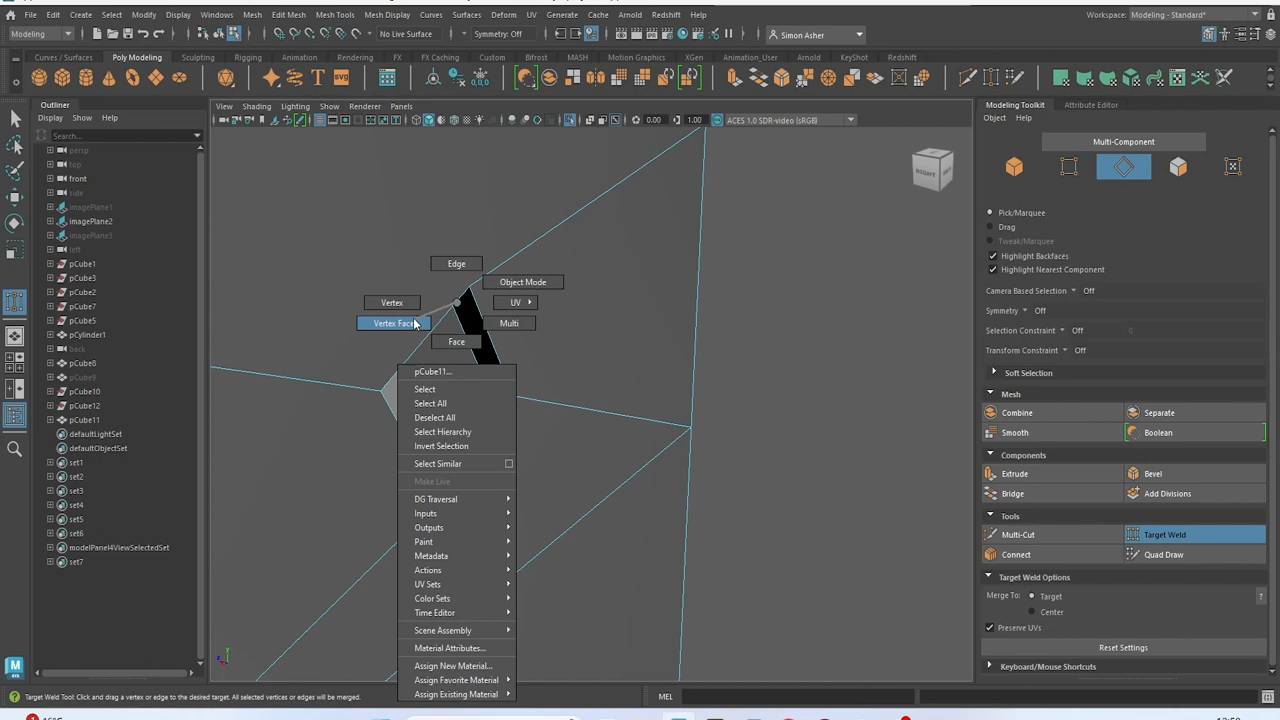 File Edit Create Select Modify Display Windows Mesh Edit Mesh Mesh Tools Mesh Display Curves Surfaces Deform UV Generate Cache Arnold Redshift Help
Workspace: Modeling - Standard*
Modeling No Live Surface Symmetry: Off Simon Asher
Curves / Surfaces Poly Modeling Sculpting Rigging Animation Rendering FX FX Caching Custom Bifrost MASH Motion Graphics XGen Animation_User Arnold KeyShot Redshift
Outliner
Display Show Help
Search...
persp
top
front
side
imagePlane1
imagePlane2
imagePlane3
left
pCube1
pCube3
pCube2
pCube7
pCube5
pCylinder1
back
pCube8
pCube9
pCube10
pCube12
pCube11
defaultLightSet
defaultObjectSet
set1
set2
set3
set4
set5
set6
modelPanel4ViewSelectedSet
set7
View Shading Lighting Show Renderer Panels
0.00 1.00 ACES 1.0 SDR-video (sRGB)
RIGHT
Edge
Object Mode
Vertex
UV
Vertex Face
Multi
Face
pCube11...
Select
Select All
Deselect All
Select Hierarchy
Invert Selection
Select Similar
Make Live
DG Traversal
Inputs
Outputs
Paint
Metadata
Actions
UV Sets
Color Sets
Time Editor
Scene Assembly
Material Attributes...
Assign New Material...
Assign Favorite Material
Assign Existing Material
Modeling Toolkit Attribute Editor
Object Help
Multi-Component
Pick/Marquee
Drag
Tweak/Marquee
Highlight Backfaces
Highlight Nearest Component
Camera Based Selection Off
Symmetry Off
Selection Constraint Off
Transform Constraint Off
Soft Selection
Mesh
Combine Separate
Smooth Boolean
Components
Extrude Bevel
Bridge Add Divisions
Tools
Multi-Cut Target Weld
Connect Quad Draw
Target Weld Options
Merge To: Target ?
Center
Preserve UVs
Reset Settings
Keyboard/Mouse Shortcuts
Target Weld Tool: Click and drag a vertex or edge to the desired target. All selected vertices or edges will be merged.
MEL